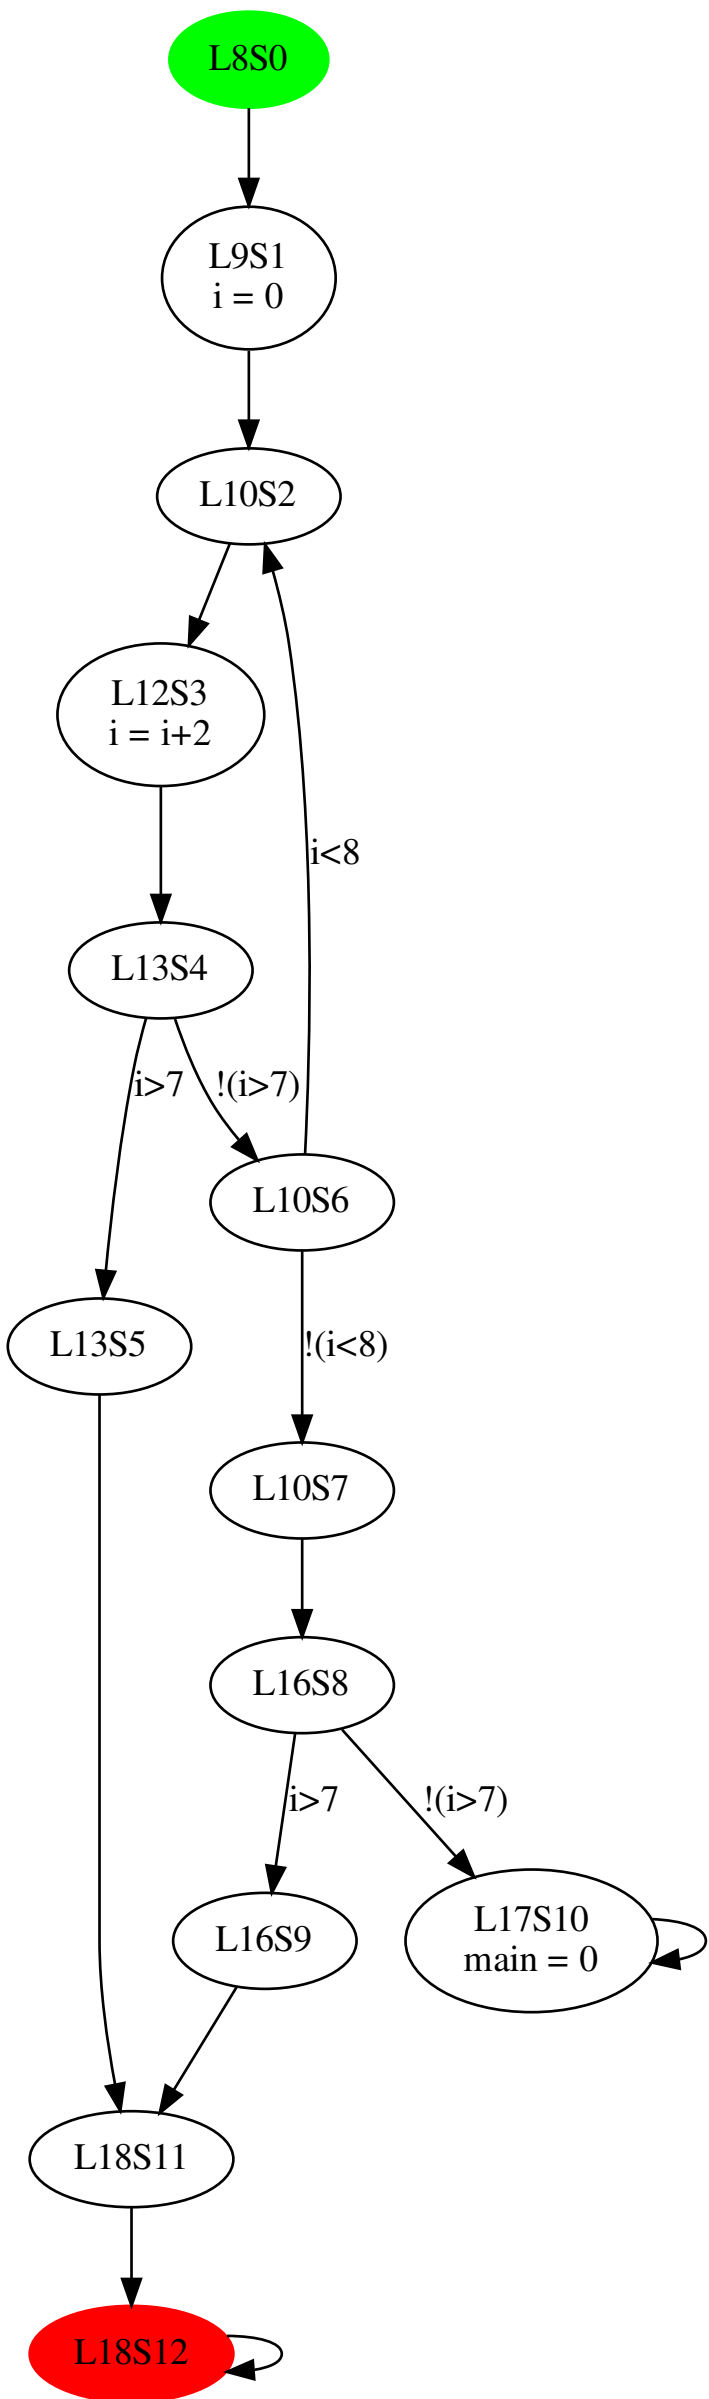 L8S0
L9S1
i = 0
L10S2
L12S3
i = i+2
i<8
L13S4
i>7
!(i>7)
L10S6
L13S5
!(i<8)
L10S7
L16S8
i>7
!(i>7)
L16S9
L17S10
main = 0
L18S11
L18S12